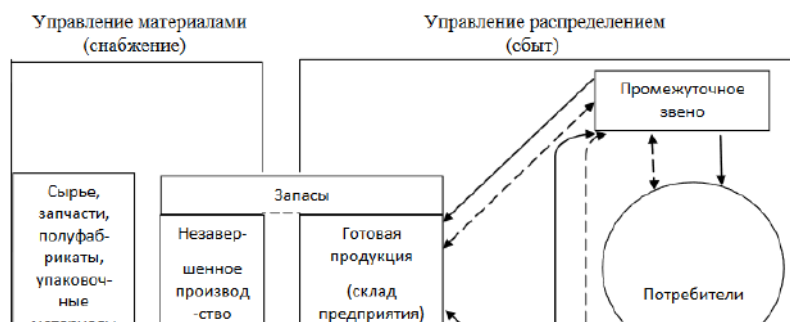 Управление материалами
(снабжение)
Управление распределением
(сбыт)
Промежуточное
звено
Запасы
Сырье,
запчасти,
полуфаб-
рикаты,
упаковоч-
ные
материалы
Незавер-
шенное
производ
-ство
Готовая
продукция
(склад
предприятия)
Потребители